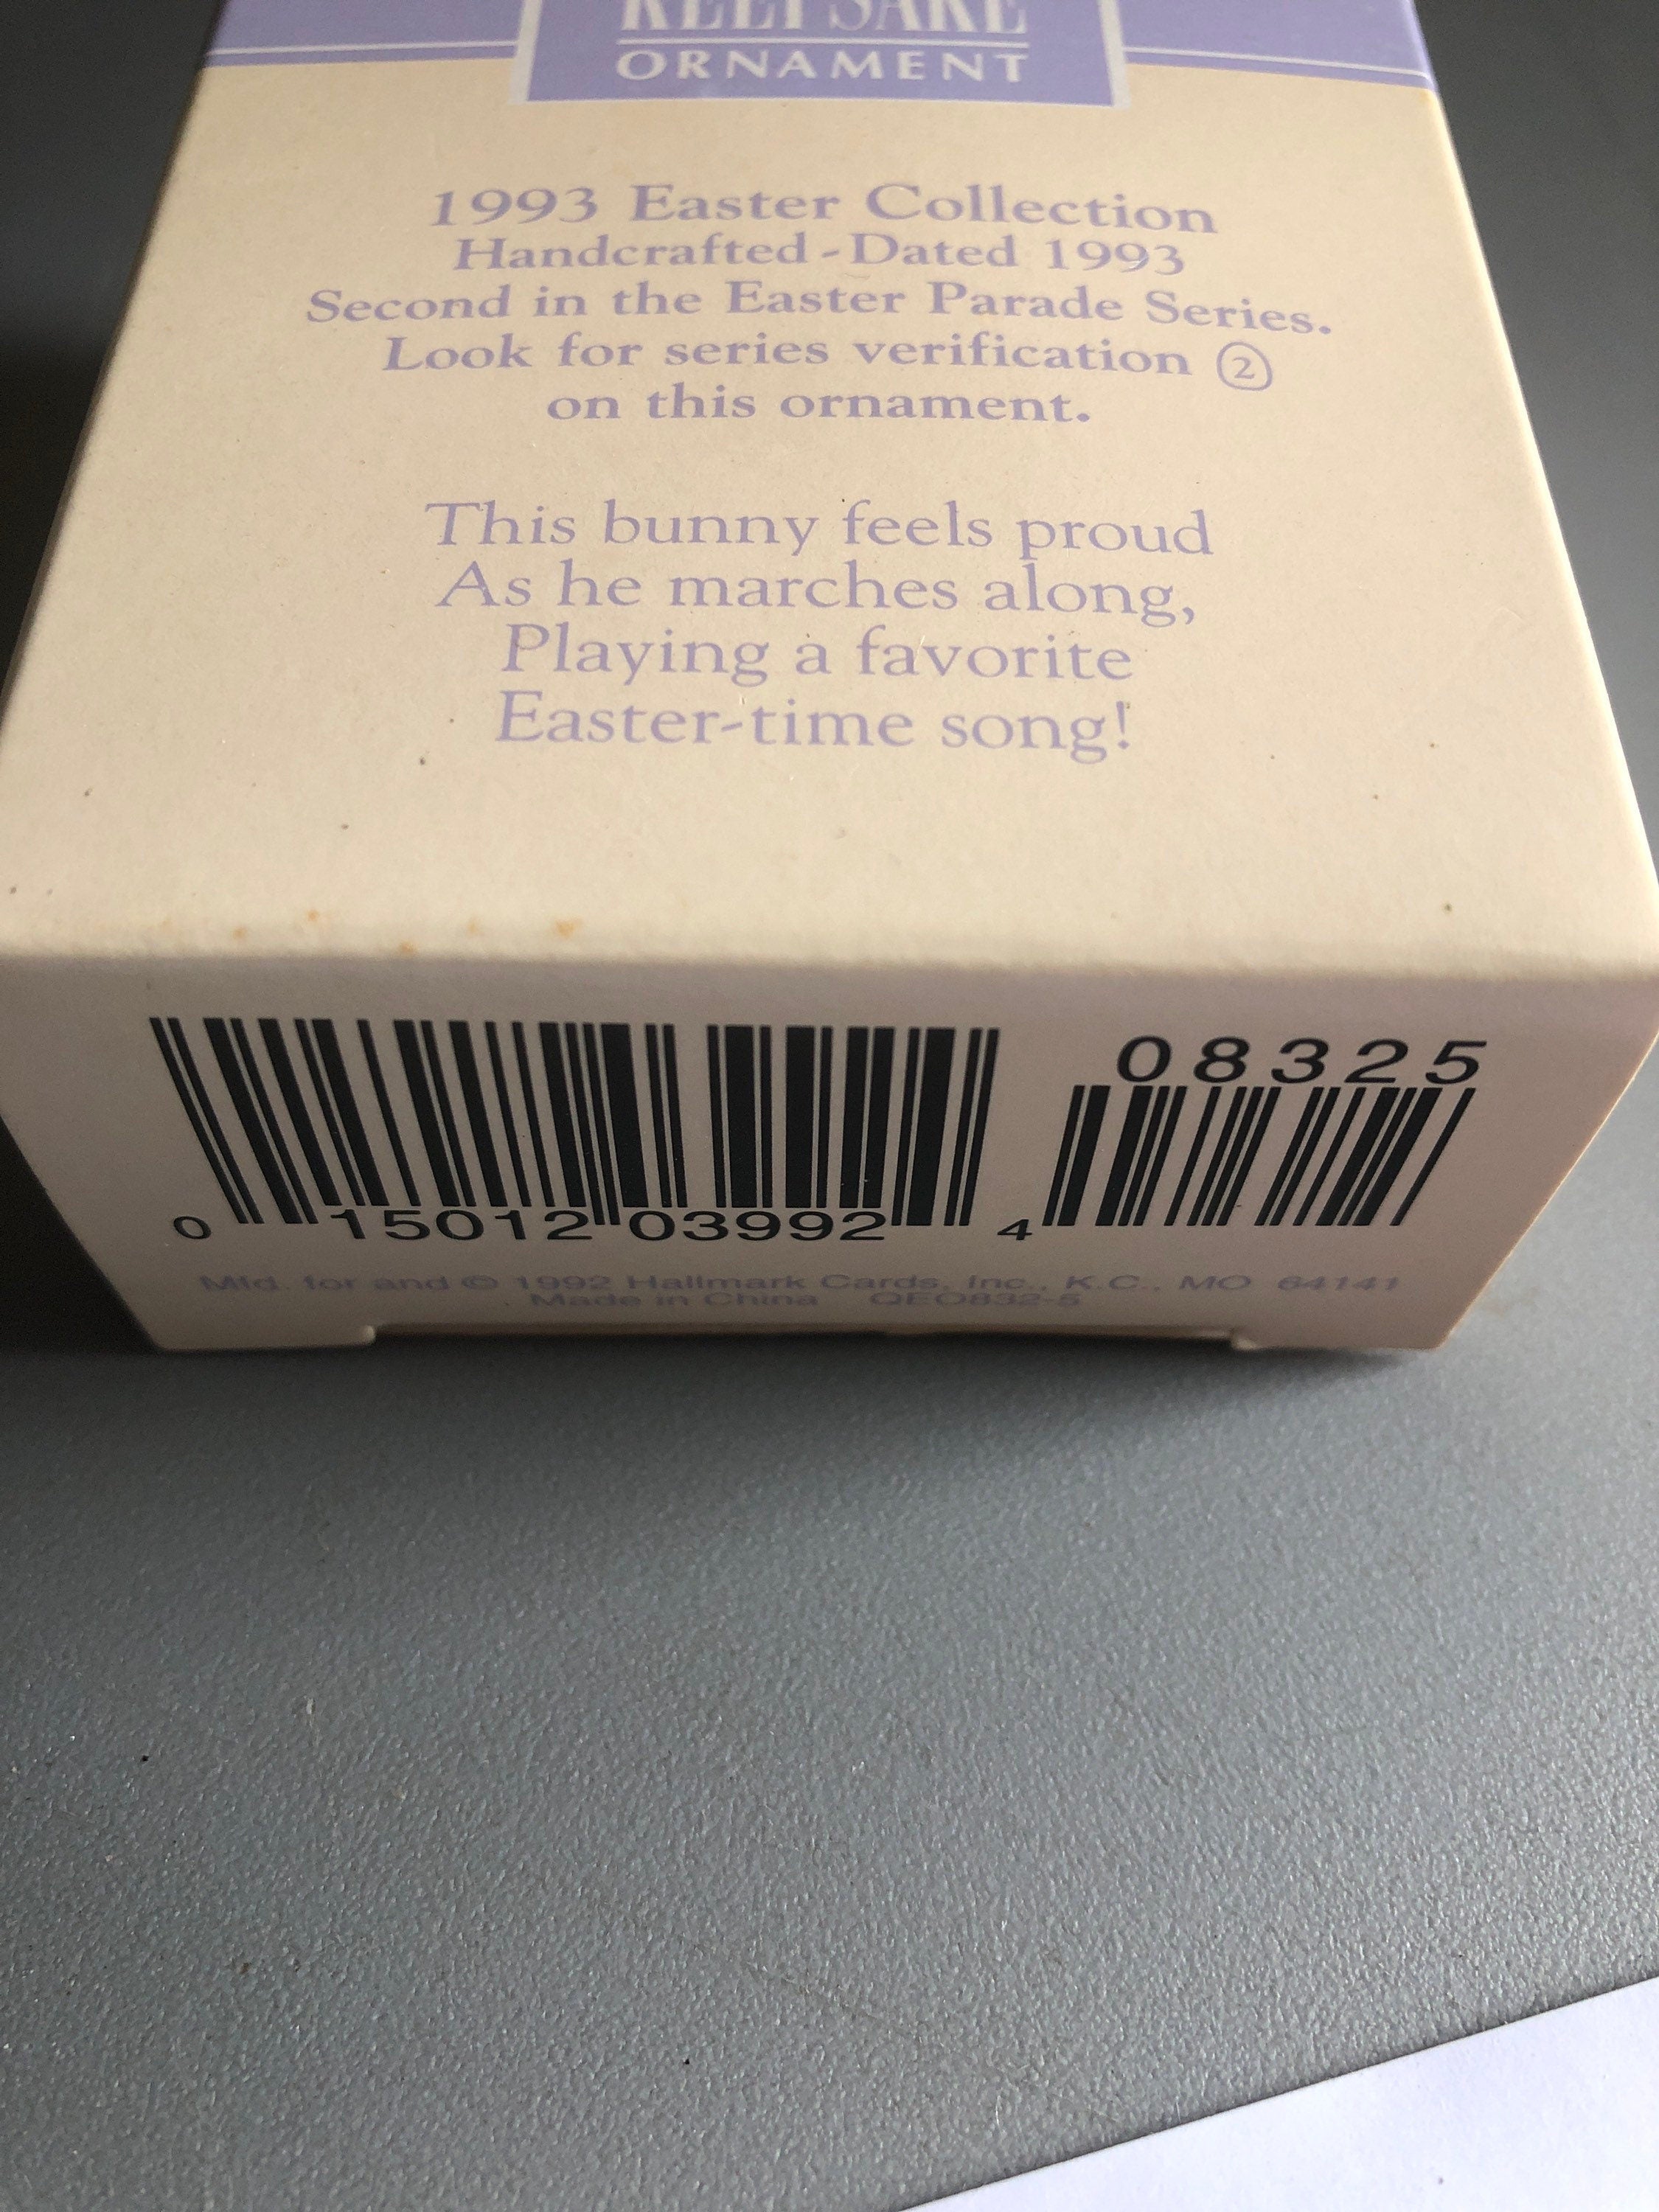 KEEPSAKE
ORNAMENT
1993 Easter Collection
Handcrafted - Dated 1993
Second in the Easter Parade Series.
Look for series verification ②
on this ornament.
This bunny feels proud
As he marches along,
Playing a favorite
Easter-time song!
08325
0 15012 03992 4
Mfd. for and © 1992 Hallmark Cards, Inc., K.C., MO 64141
Made in China QEO832-5